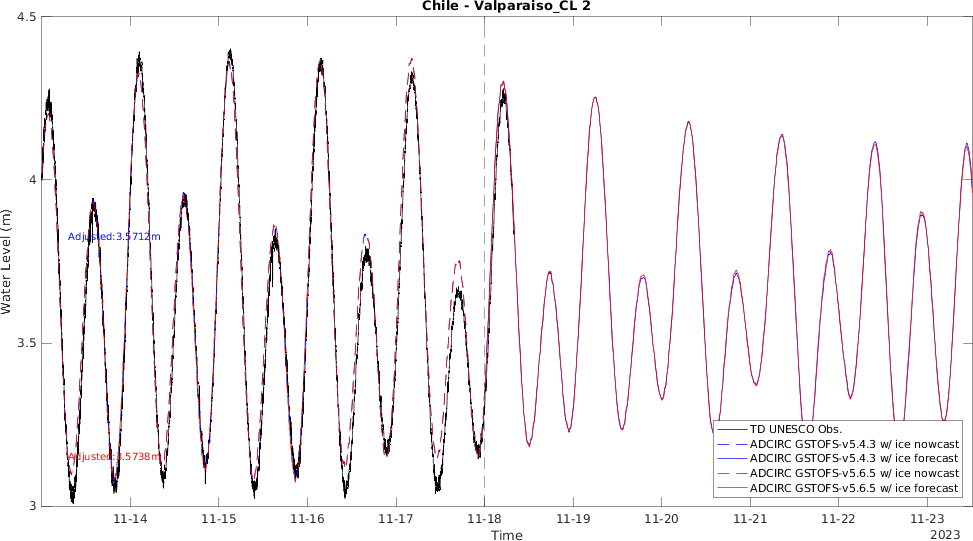 Chile - Valparaiso_CL 2
4.5
4
3.5
3
Water Level (m)
Adjusted:3.5712m
Adjusted:3.5738m
TD UNESCO Obs.
ADCIRC GSTOFS-v5.4.3 w/ ice nowcast
ADCIRC GSTOFS-v5.4.3 w/ ice forecast
ADCIRC GSTOFS-v5.6.5 w/ ice nowcast
ADCIRC GSTOFS-v5.6.5 w/ ice forecast
11-14 11-15 11-16 11-17 11-18 11-19 11-20 11-21 11-22 11-23
Time
2023